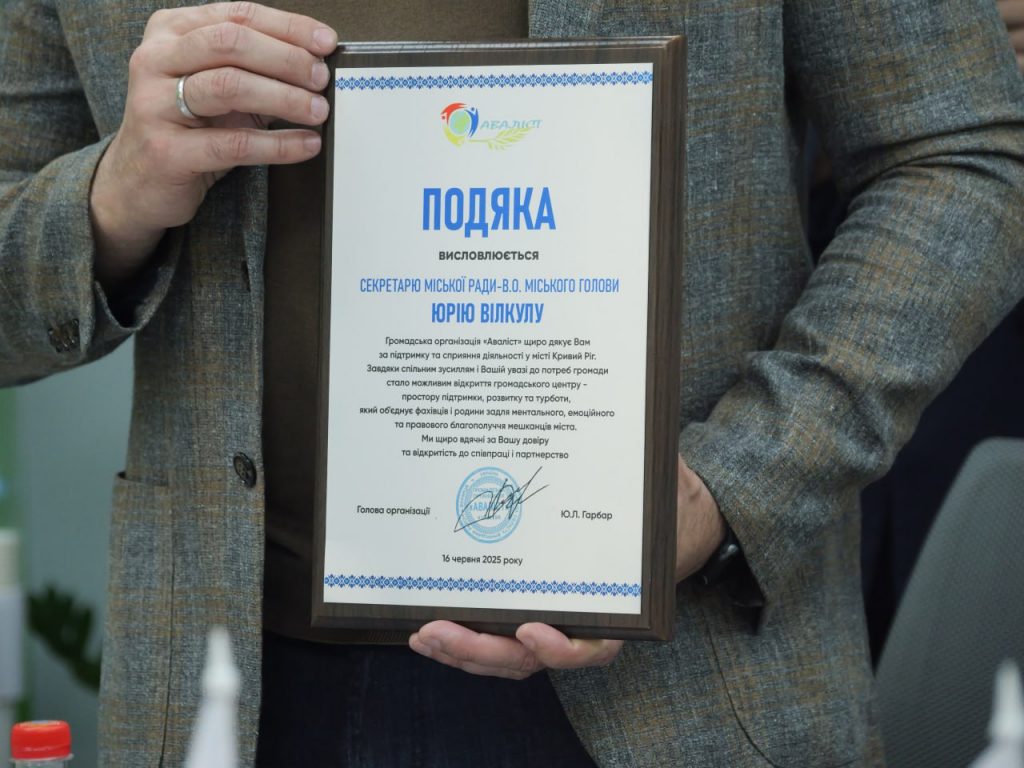 АВАЛІСТ
ПОДЯКА
ВИСЛОВЛЮЄТЬСЯ
СЕКРЕТАРЮ МІСЬКОЇ РАДИ-В.О. МІСЬКОГО ГОЛОВИ
ЮРІЮ ВІЛКУЛУ
Громадська організація «Аваліст» щиро дякує Вам
за підтримку та сприяння діяльності у місті Кривий Ріг.
Завдяки спільним зусиллям і Вашій увазі до потреб громади
стало можливим відкриття громадського центру -
простору підтримки, розвитку та турботи,
який об'єднує фахівців і родини задля ментального, емоційного
та правового благополуччя мешканців міста.
Ми щиро вдячні за Вашу довіру
та відкритість до співпраці і партнерство
Голова організації
Ю.Л. Гарбар
16 червня 2025 року